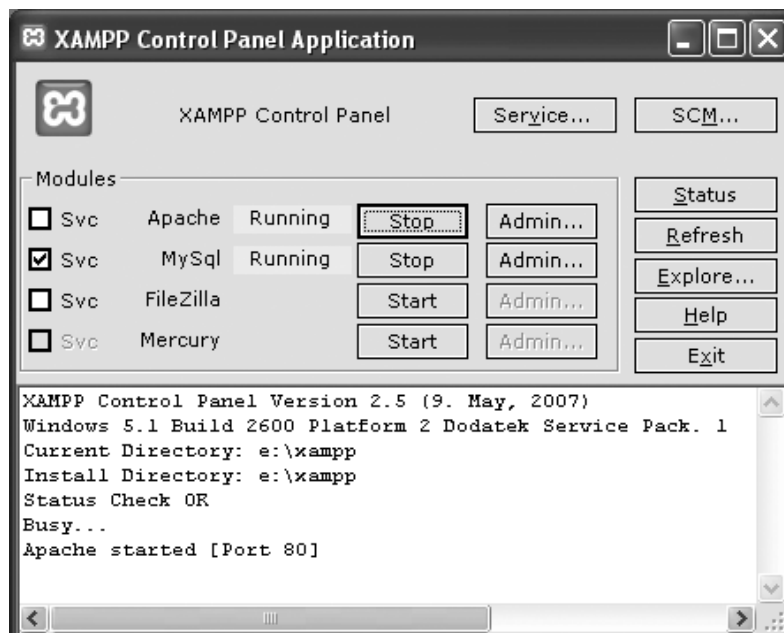 XAMPP Control Panel Application
XAMPP Control Panel Service... SCM...
Modules
Svc Apache Running Stop Admin...
Svc MySql Running Stop Admin...
Svc FileZilla Start Admin...
Svc Mercury Start Admin...
Status
Refresh
Explore...
Help
Exit
XAMPP Control Panel Version 2.5 (9. May, 2007)
Windows 5.1 Build 2600 Platform 2 Dodatek Service Pack. 1
Current Directory: e:\xampp
Install Directory: e:\xampp
Status Check OK
Busy...
Apache started [Port 80]